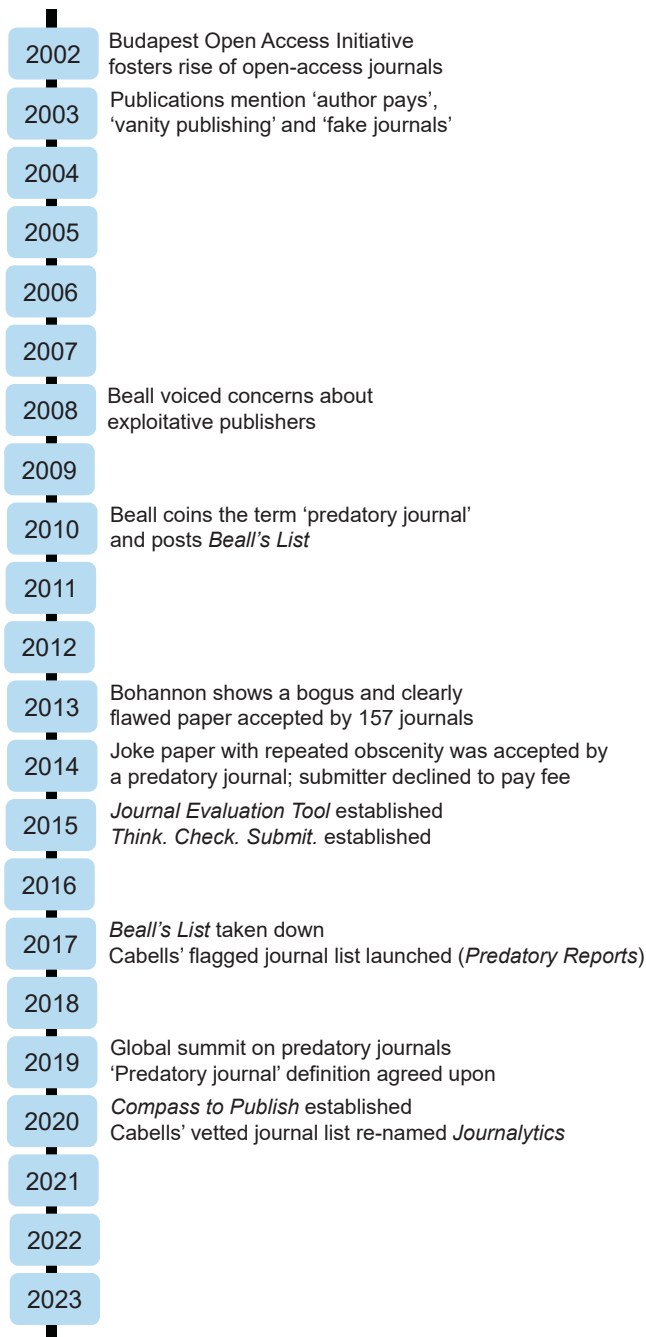 2002
Budapest Open Access Initiative
fosters rise of open-access journals
2003
Publications mention ‘author pays’,
‘vanity publishing’ and ‘fake journals’
2004
2005
2006
2007
2008
Beall voiced concerns about
exploitative publishers
2009
2010
Beall coins the term ‘predatory journal’
and posts Beall’s List
2011
2012
2013
Bohannon shows a bogus and clearly
flawed paper accepted by 157 journals
2014
Joke paper with repeated obscenity was accepted by
a predatory journal; submitter declined to pay fee
2015
Journal Evaluation Tool established
Think. Check. Submit. established
2016
2017
Beall’s List taken down
Cabells’ flagged journal list launched (Predatory Reports)
2018
2019
Global summit on predatory journals
‘Predatory journal’ definition agreed upon
2020
Compass to Publish established
Cabells’ vetted journal list re-named Journalytics
2021
2022
2023